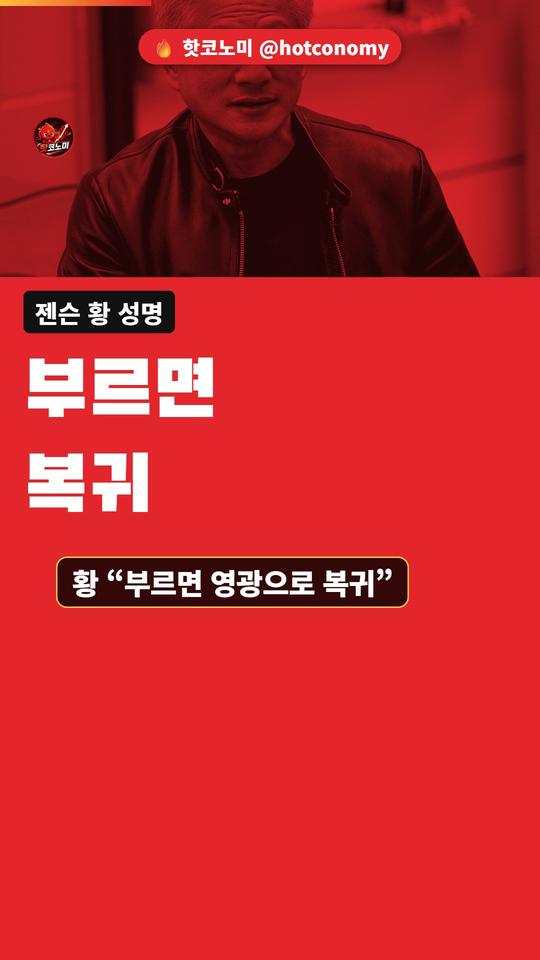 핫코노미 @hotconomy
핫코노미
젠슨 황 성명
부르면
복귀
황 “부르면 영광으로 복귀”